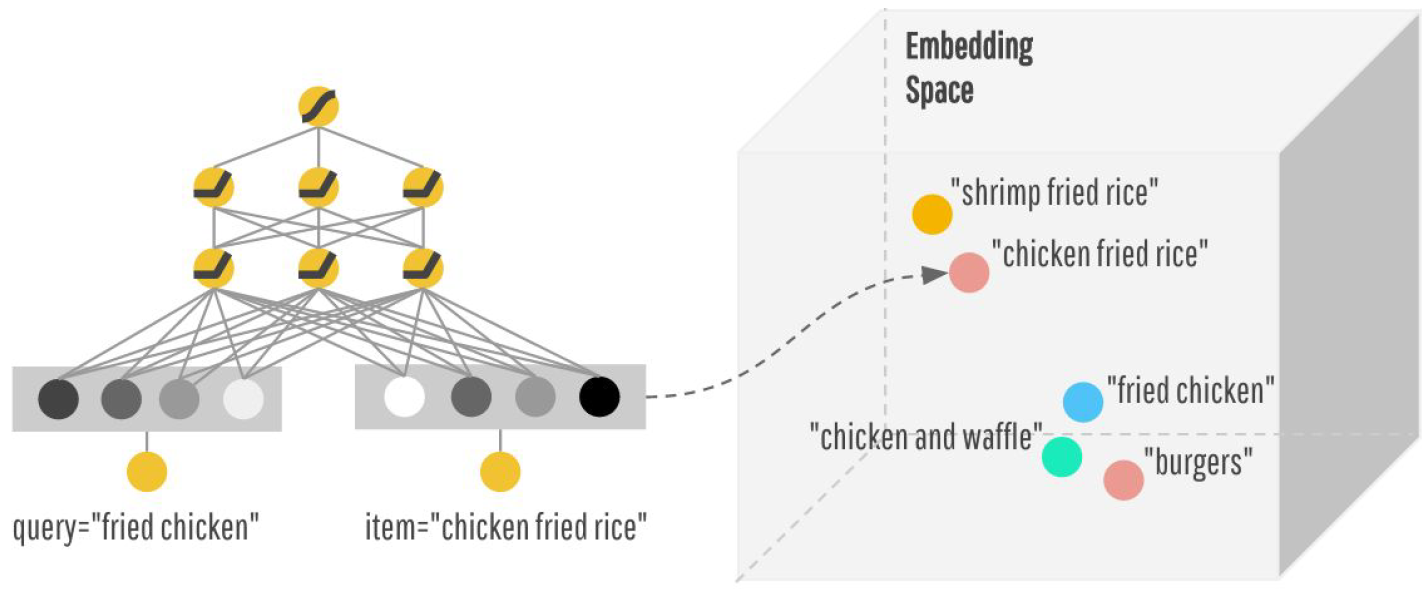 Embedding
Space
"shrimp fried rice"
"chicken fried rice"
"fried chicken"
"chicken and waffle"
"burgers"
query="fried chicken"
item="chicken fried rice"